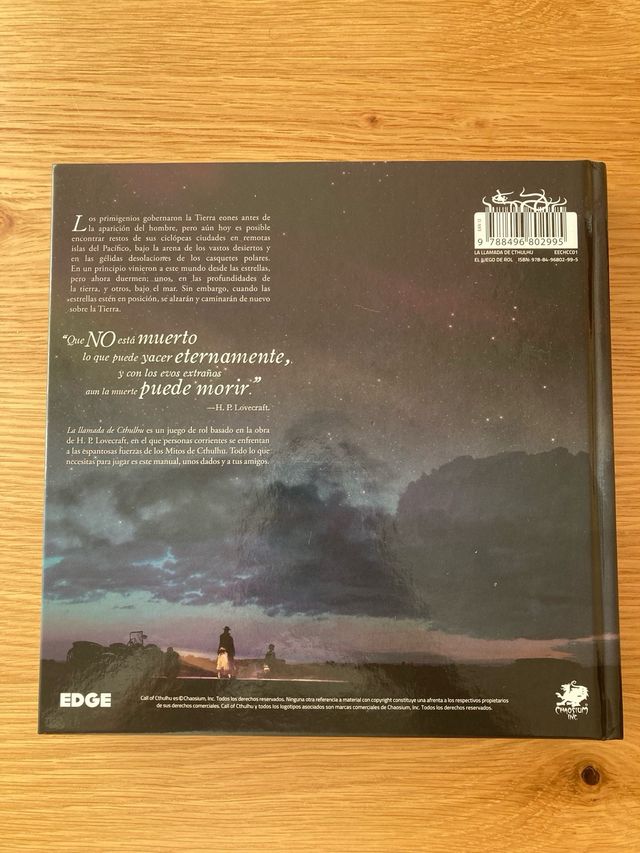 Los primigenios gobernaron la Tierra eones antes de
la aparición del hombre, pero aún hoy es posible
encontrar restos de sus ciclópeas ciudades en remotas
islas del Pacífico, bajo la arena de los vastos desiertos y
en las gélidas desolaciones de los casquetes polares.
En un principio vinieron a este mundo desde las estrellas,
pero ahora duermen; unos, en las profundidades de
la tierra, y otros, bajo el mar. Sin embargo, cuando las
estrellas estén en posición, se alzarán y caminarán de nuevo
sobre la Tierra.
“Que NO está muerto
lo que puede yacer eternamente,
y con los evos extraños
aun la muerte puede morir.”
—H. P. Lovecraft.
La llamada de Cthulhu es un juego de rol basado en la obra
de H. P. Lovecraft, en el que personas corrientes se enfrentan
a las espantosas fuerzas de los Mitos de Cthulhu. Todo lo que
necesitas para jugar es este manual, unos dados y a tus amigos.
9 788496 802995
LA LLAMADA DE CTHULHU EECHCC01
EL JUEGO DE ROL ISBN: 978-84-96802-99-5
EDGE
Call of Cthulhu es © Chaosium, Inc. Todos los derechos reservados. Ninguna otra referencia a material con copyright constituye una afrenta a los respectivos propietarios
de sus derechos comerciales. Call of Cthulhu y todos los logotipos asociados son marcas comerciales de Chaosium, Inc. Todos los derechos reservados.
CHAOSIUM
INC.